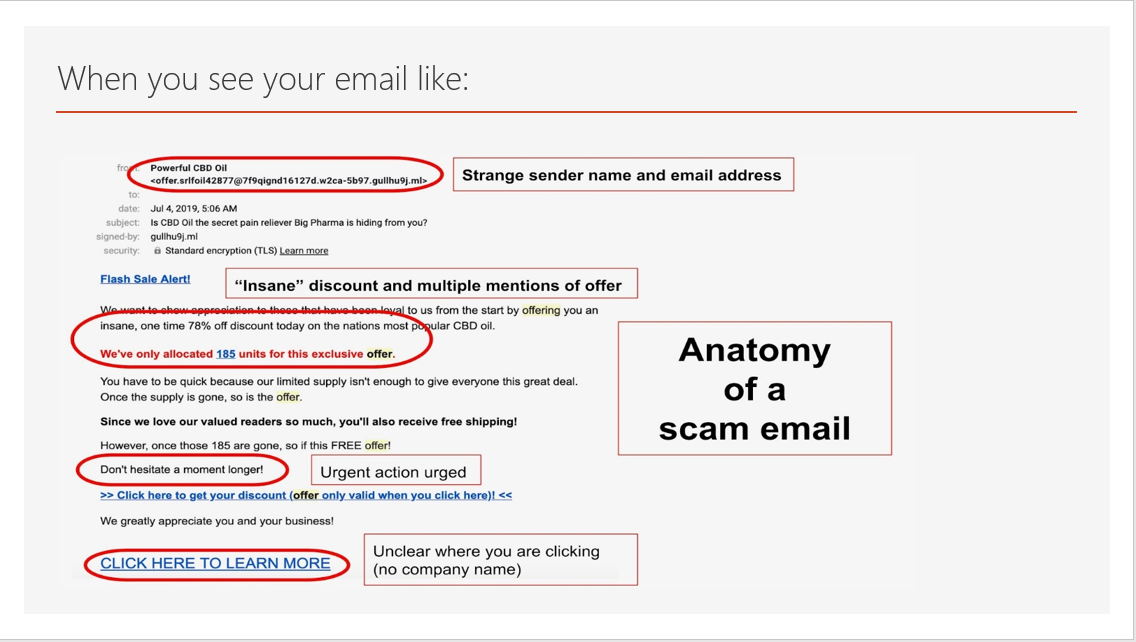 When you see your email like:
from: Powerful CBD Oil
<offer.srlfoil42877@7f9qignd16127d.w2ca-5b97.gullhu9j.ml>
Strange sender name and email address
to:
date: Jul 4, 2019, 5:06 AM
subject: Is CBD Oil the secret pain reliever Big Pharma is hiding from you?
signed-by: gullhu9j.ml
security: Standard encryption (TLS) Learn more
Flash Sale Alert!
“Insane” discount and multiple mentions of offer
We want to show appreciation to those that have been loyal to us from the start by offering you an
insane, one time 78% off discount today on the nations most popular CBD oil.
We've only allocated 185 units for this exclusive offer.
Anatomy
of a
scam email
You have to be quick because our limited supply isn't enough to give everyone this great deal.
Once the supply is gone, so is the offer.
Since we love our valued readers so much, you'll also receive free shipping!
However, once those 185 are gone, so if this FREE offer!
Don't hesitate a moment longer!
Urgent action urged
>> Click here to get your discount (offer only valid when you click here)! <<
We greatly appreciate you and your business!
CLICK HERE TO LEARN MORE
Unclear where you are clicking
(no company name)